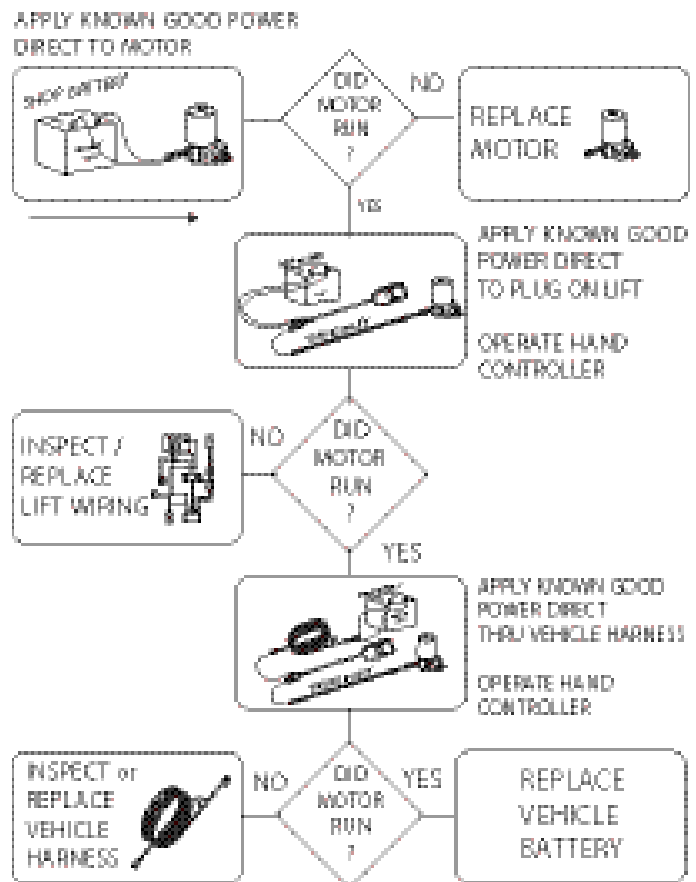 APPLY KNOWN GOOD POWER
DIRECT TO MOTOR
SHOP BATTERY
DID
MOTOR
RUN
?
NO
REPLACE
MOTOR
YES
APPLY KNOWN GOOD
POWER DIRECT
TO PLUG ON LIFT
OPERATE HAND
CONTROLLER
INSPECT /
REPLACE
LIFT WIRING
NO
DID
MOTOR
RUN
?
YES
APPLY KNOWN GOOD
POWER DIRECT
THRU VEHICLE HARNESS
OPERATE HAND
CONTROLLER
INSPECT or
REPLACE
VEHICLE
HARNESS
NO
DID
MOTOR
RUN
?
YES
REPLACE
VEHICLE
BATTERY